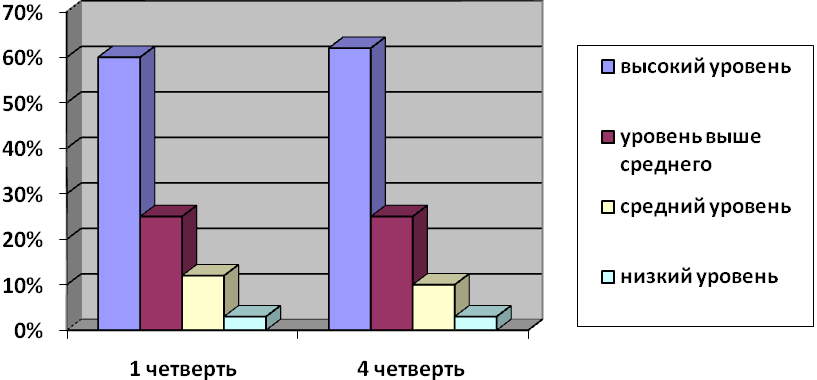 70%
60%
50%
40%
30%
20%
10%
0%
1 четверть
4 четверть
высокий уровень
уровень выше
среднего
средний уровень
низкий уровень